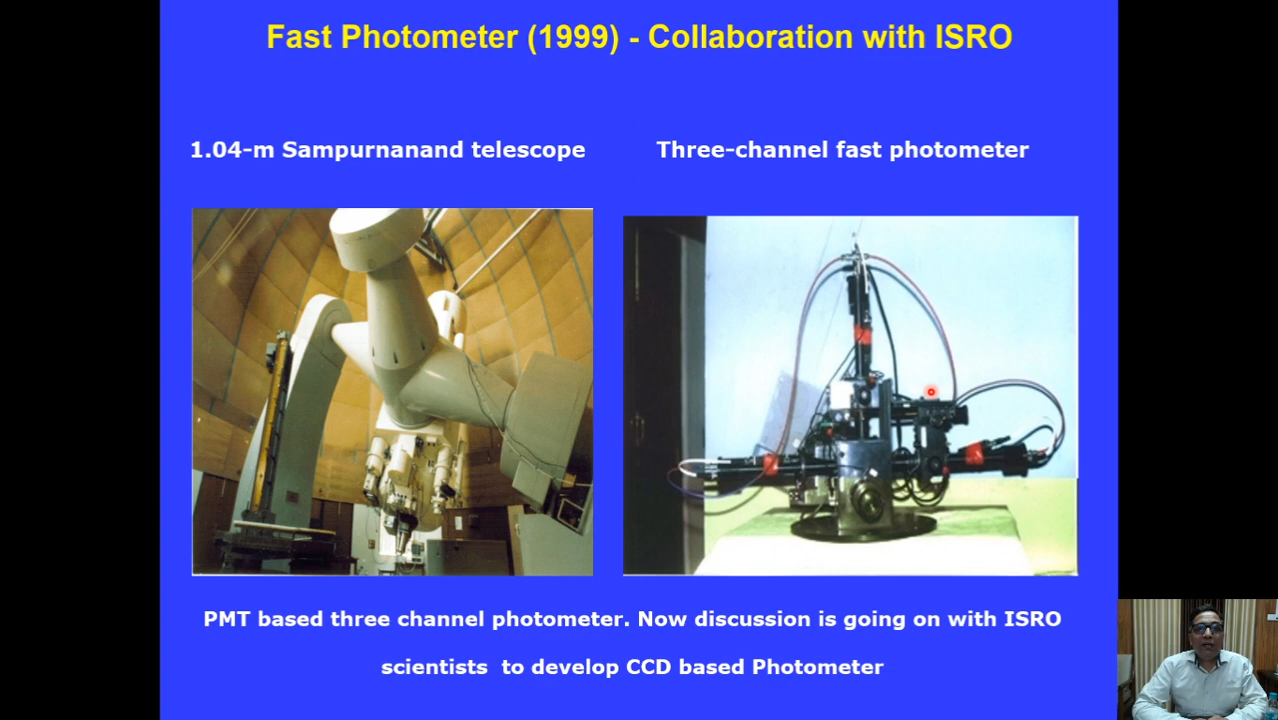 Fast Photometer (1999) - Collaboration with ISRO
1.04-m Sampurnanand telescope
Three-channel fast photometer
PMT based three channel photometer. Now discussion is going on with ISRO
scientists to develop CCD based Photometer